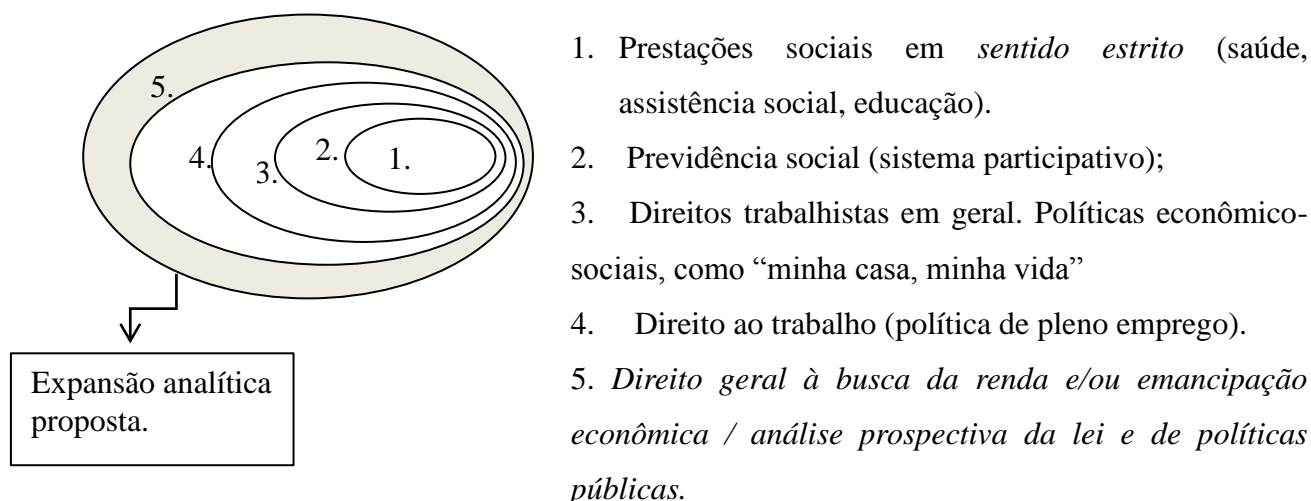 5.
4.
3.
2.
1.
Expansão analítica
proposta.
1. Prestações sociais em sentido estrito (saúde,
assistência social, educação).
2. Previdência social (sistema participativo);
3. Direitos trabalhistas em geral. Políticas econômico-
sociais, como “minha casa, minha vida”
4. Direito ao trabalho (política de pleno emprego).
5. Direito geral à busca da renda e/ou emancipação
econômica / análise prospectiva da lei e de políticas
públicas.